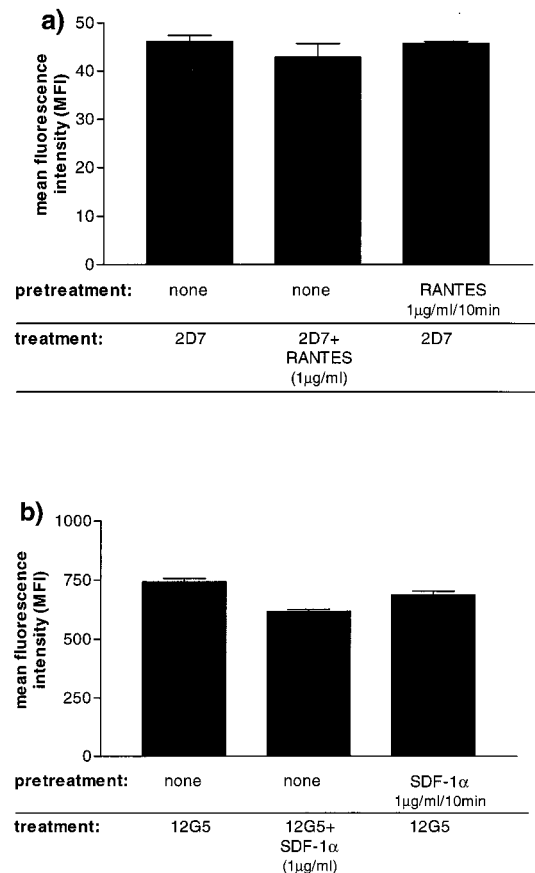 a)
mean fluorescence
intensity (MFI)
50
40
30
20
10
0
pretreatment: none none RANTES
1µg/ml/10min
treatment: 2D7 2D7+ 2D7
RANTES
(1µg/ml)
b)
mean fluorescence
intensity (MFI)
1000
750
500
250
0
pretreatment: none none SDF-1α
1µg/ml/10min
treatment: 12G5 12G5+ 12G5
SDF-1α
(1µg/ml)